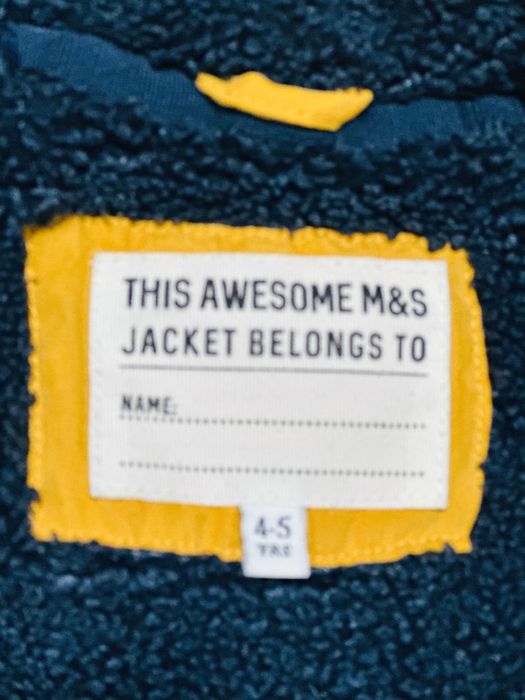 THIS AWESOME M&S
JACKET BELONGS TO
NAME:
4-5
YRS